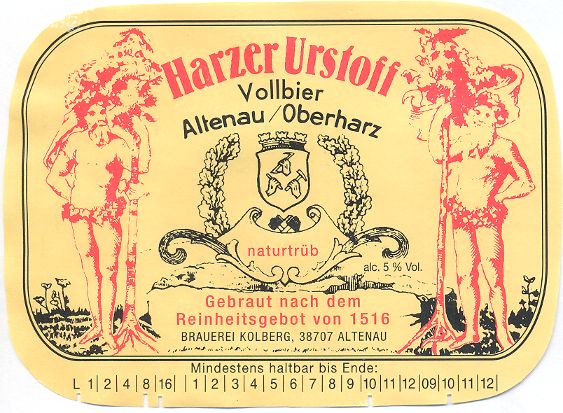 Harzer Urstoff
Vollbier
Altenau/Oberharz
naturtrüb
alc. 5 % Vol.
Gebraut nach dem
Reinheitsgebot von 1516
BRAUEREI KOLBERG, 38707 ALTENAU
Mindestens haltbar bis Ende:
L 1|2|4|8|16| |1|2|3|4|5|6|7|8|9|10|11|12|09|10|11|12|